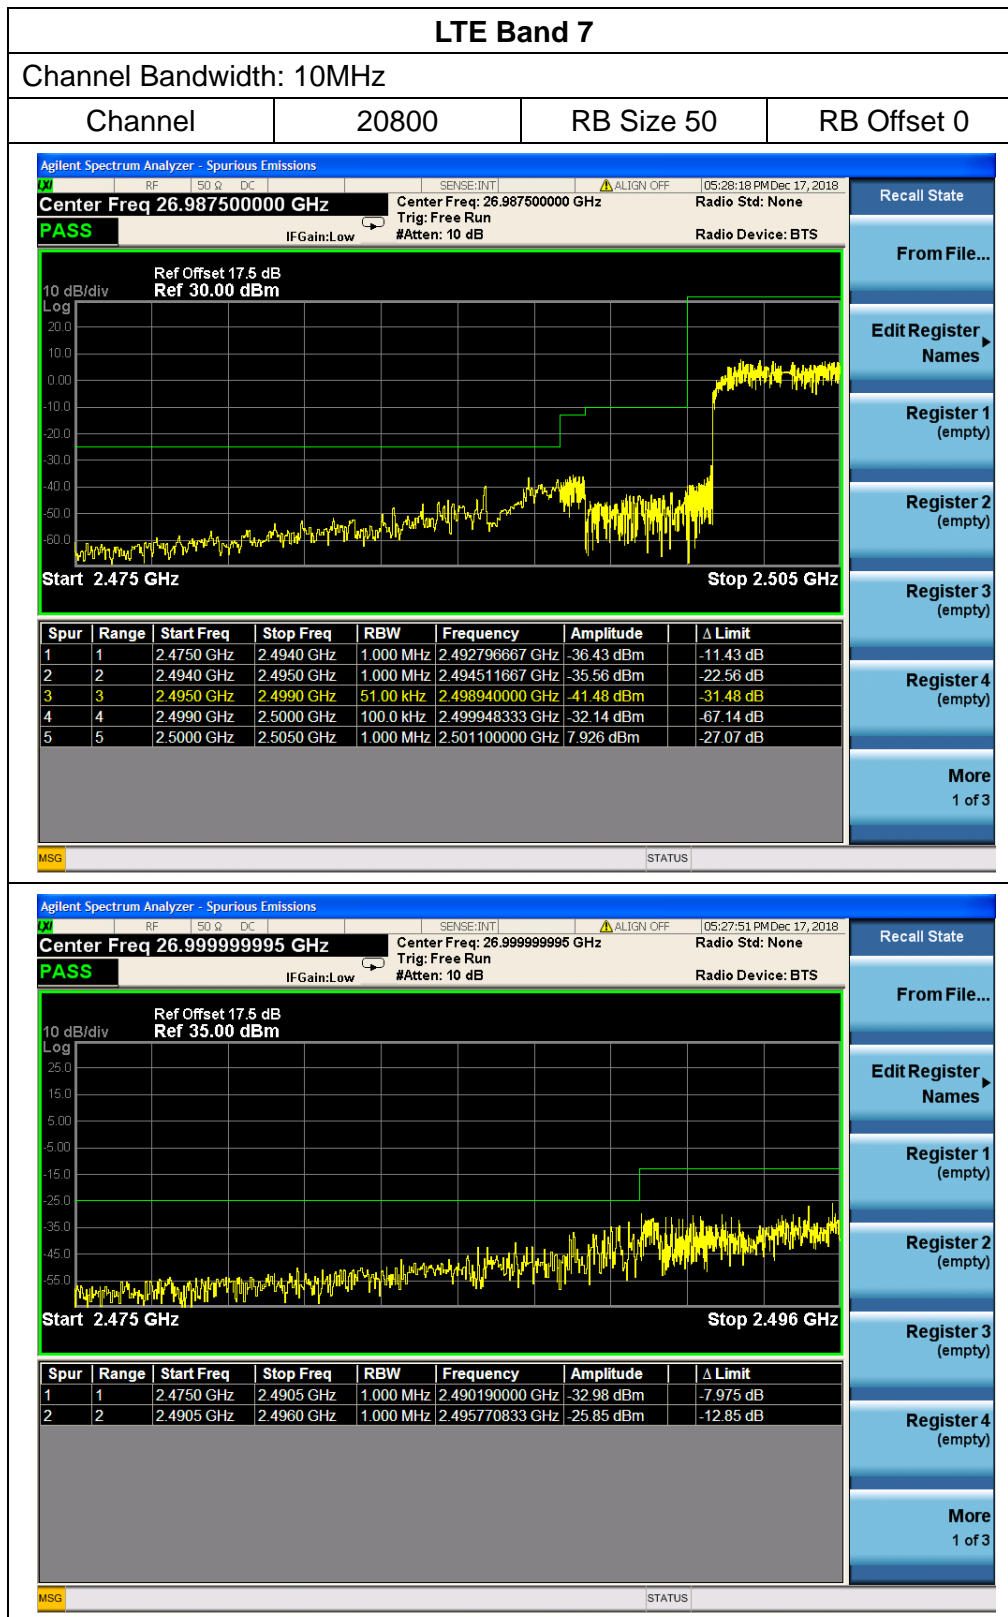 LTE Band 7
Channel Bandwidth: 10MHz
Channel 20800 RB Size 50 RB Offset 0
Agilent Spectrum Analyzer - Spurious Emissions
LXI RF 50 Ω DC SENSE:INT ALIGN OFF 05:28:18 PM Dec 17, 2018
Center Freq 26.987500000 GHz Center Freq: 26.987500000 GHz Radio Std: None
Trig: Free Run
PASS IFGain:Low #Atten: 10 dB Radio Device: BTS
Ref Offset 17.5 dB
10 dB/div Ref 30.00 dBm
Log
20.0
10.0
0.00
-10.0
-20.0
-30.0
-40.0
-50.0
-60.0
Start 2.475 GHz Stop 2.505 GHz
Spur Range Start Freq Stop Freq RBW Frequency Amplitude Δ Limit
1 1 2.4750 GHz 2.4940 GHz 1.000 MHz 2.492796667 GHz -36.43 dBm -11.43 dB
2 2 2.4940 GHz 2.4950 GHz 1.000 MHz 2.494511667 GHz -35.56 dBm -22.56 dB
3 3 2.4950 GHz 2.4990 GHz 51.00 kHz 2.498940000 GHz -41.48 dBm -31.48 dB
4 4 2.4990 GHz 2.5000 GHz 100.0 kHz 2.499948333 GHz -32.14 dBm -67.14 dB
5 5 2.5000 GHz 2.5050 GHz 1.000 MHz 2.501100000 GHz 7.926 dBm -27.07 dB
MSG STATUS
Recall State
From File...
Edit Register
Names
Register 1
(empty)
Register 2
(empty)
Register 3
(empty)
Register 4
(empty)
More
1 of 3
Agilent Spectrum Analyzer - Spurious Emissions
LXI RF 50 Ω DC SENSE:INT ALIGN OFF 05:27:51 PM Dec 17, 2018
Center Freq 26.999999995 GHz Center Freq: 26.999999995 GHz Radio Std: None
Trig: Free Run
PASS IFGain:Low #Atten: 10 dB Radio Device: BTS
Ref Offset 17.5 dB
10 dB/div Ref 35.00 dBm
Log
25.0
15.0
5.00
-5.00
-15.0
-25.0
-35.0
-45.0
-55.0
Start 2.475 GHz Stop 2.496 GHz
Spur Range Start Freq Stop Freq RBW Frequency Amplitude Δ Limit
1 1 2.4750 GHz 2.4905 GHz 1.000 MHz 2.490190000 GHz -32.98 dBm -7.975 dB
2 2 2.4905 GHz 2.4960 GHz 1.000 MHz 2.495770833 GHz -25.85 dBm -12.85 dB
MSG STATUS
Recall State
From File...
Edit Register
Names
Register 1
(empty)
Register 2
(empty)
Register 3
(empty)
Register 4
(empty)
More
1 of 3